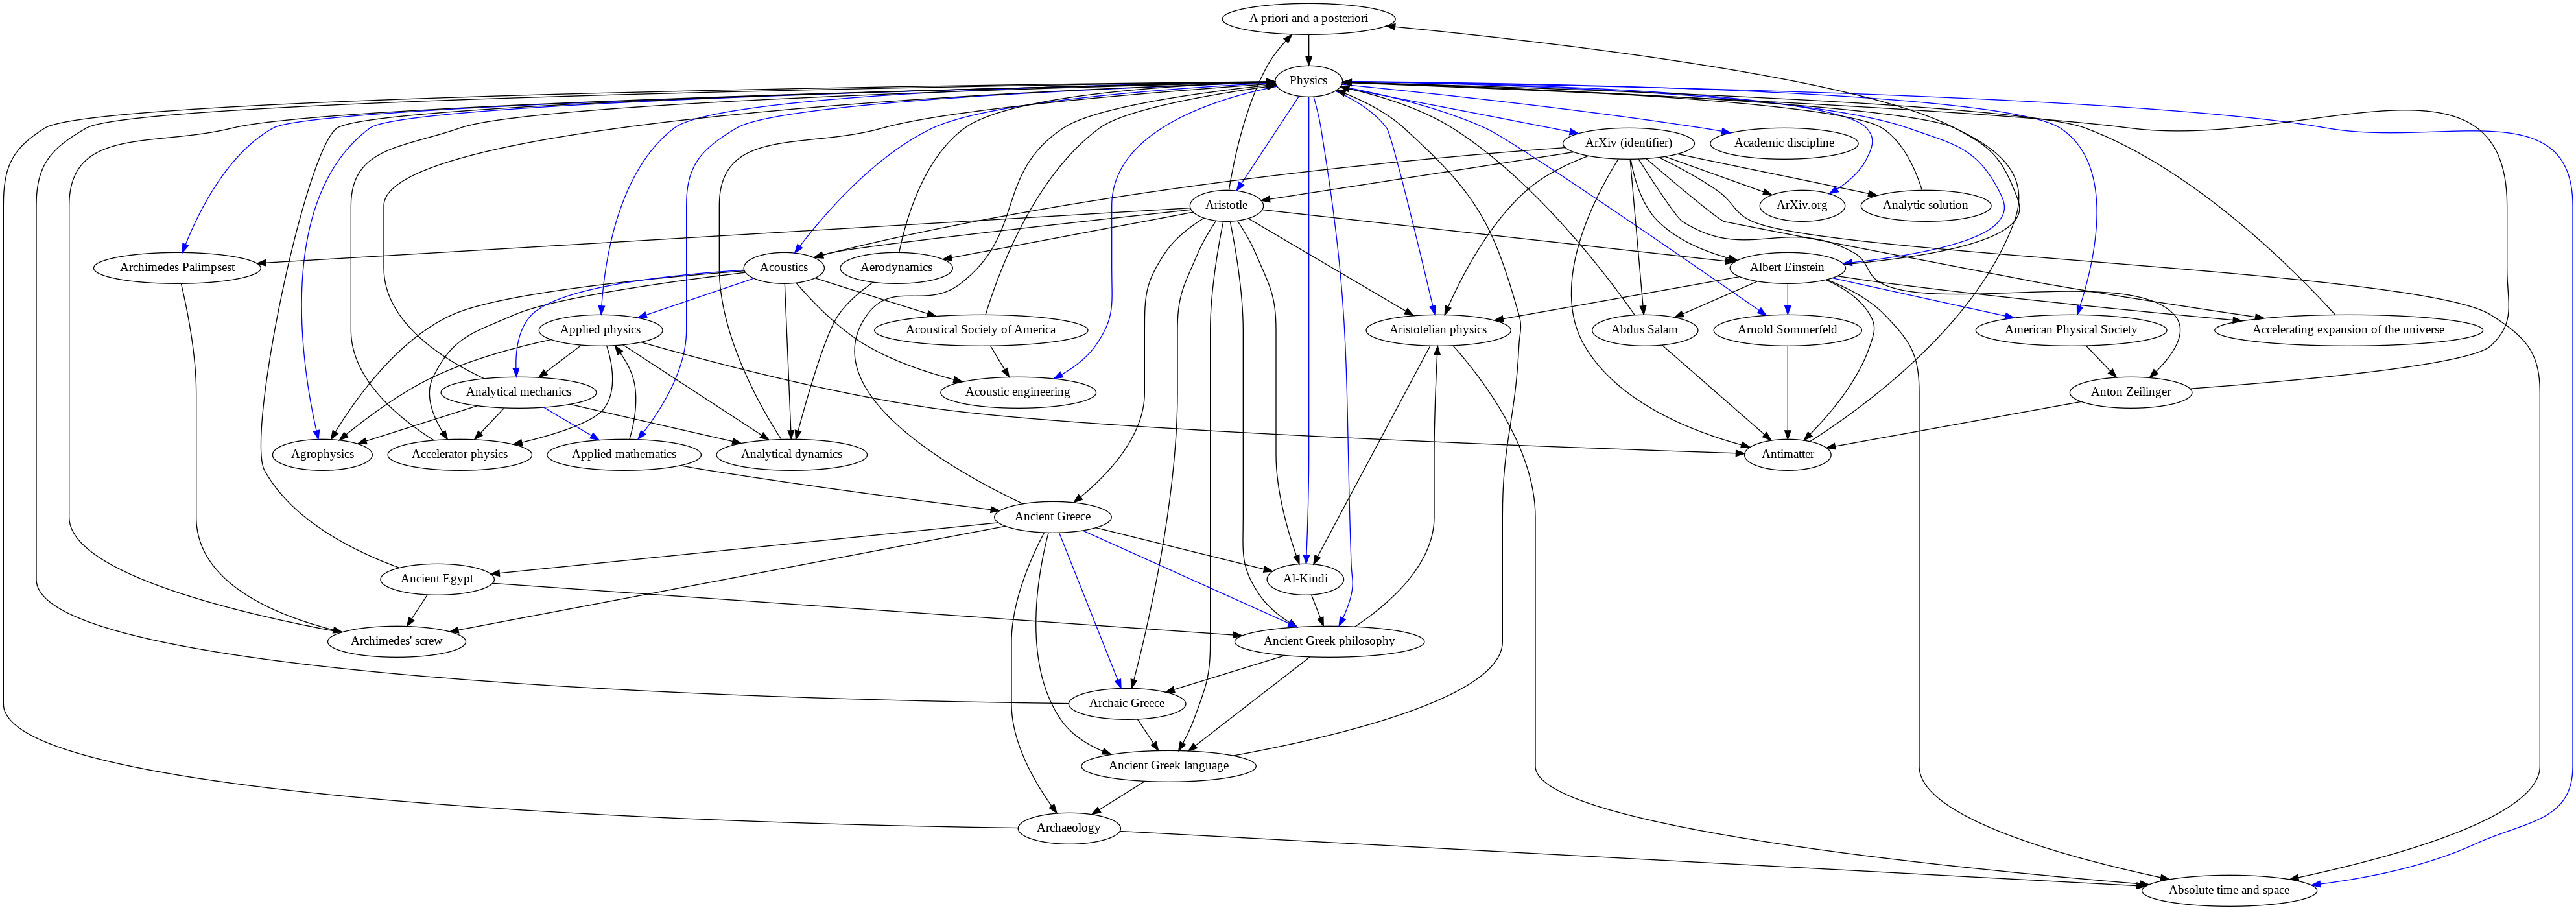 A priori and a posteriori
Physics
ArXiv (identifier)
Academic discipline
Aristotle
ArXiv.org
Analytic solution
Archimedes Palimpsest
Acoustics
Aerodynamics
Albert Einstein
Applied physics
Acoustical Society of America
Aristotelian physics
Abdus Salam
Arnold Sommerfeld
American Physical Society
Accelerating expansion of the universe
Analytical mechanics
Acoustic engineering
Anton Zeilinger
Agrophysics
Accelerator physics
Applied mathematics
Analytical dynamics
Antimatter
Ancient Greece
Ancient Egypt
Al-Kindi
Archimedes' screw
Ancient Greek philosophy
Archaic Greece
Ancient Greek language
Archaeology
Absolute time and space